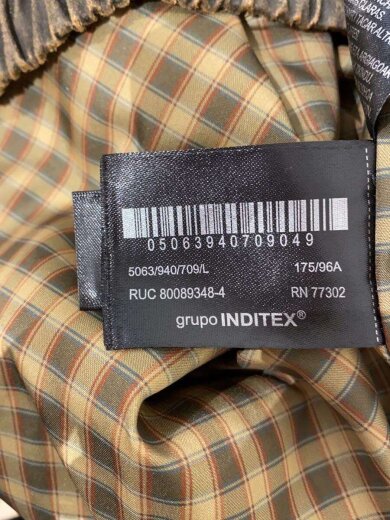 05063940709049
5063/940/709/L 175/96A
RUC 80089348-4 RN 77302
grupo INDITEX®